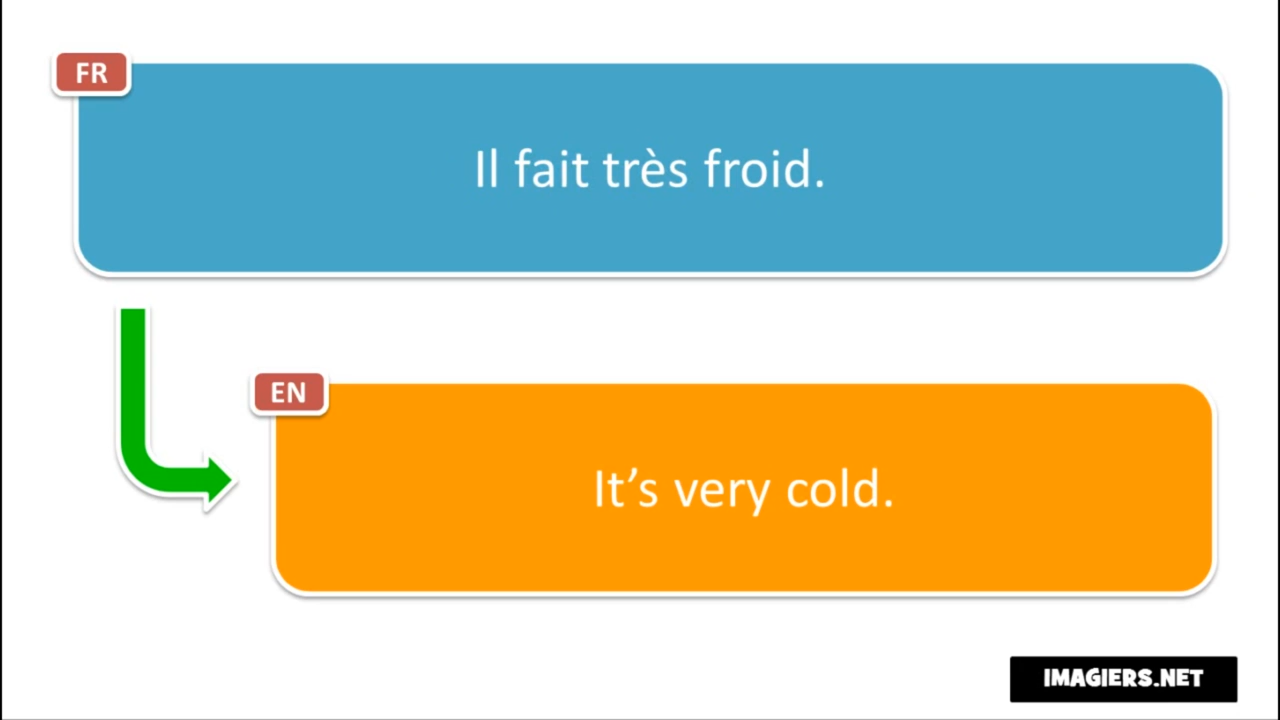 FR
Il fait très froid.
EN
It’s very cold.
IMAGIERS.NET